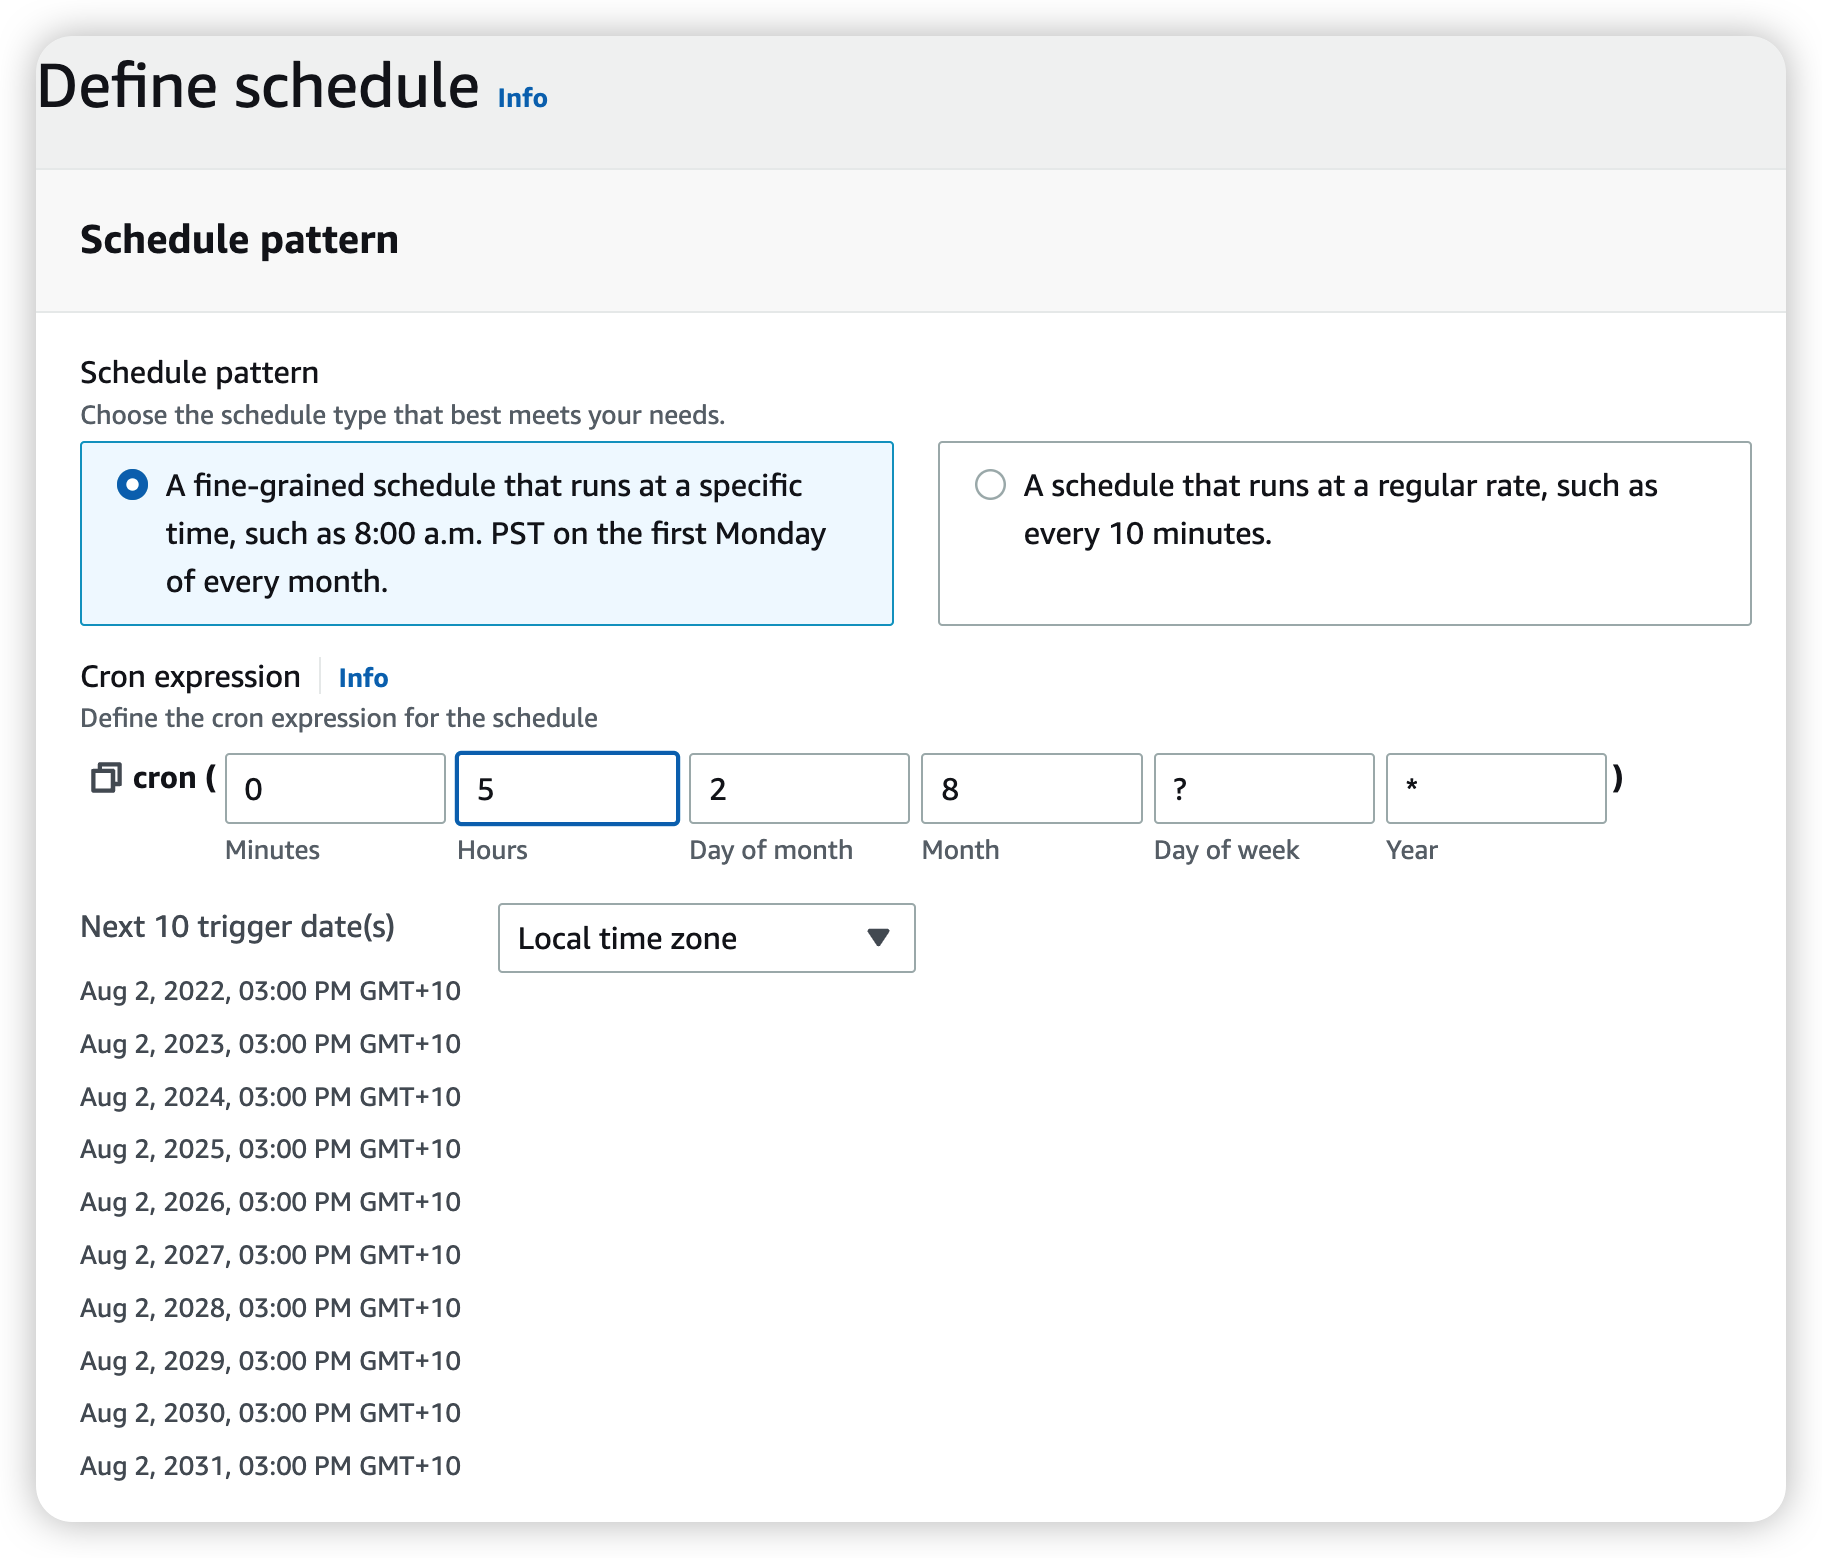 Define schedule Info
Schedule pattern
Schedule pattern
Choose the schedule type that best meets your needs.
A fine-grained schedule that runs at a specific
time, such as 8:00 a.m. PST on the first Monday
of every month.
A schedule that runs at a regular rate, such as
every 10 minutes.
Cron expression Info
Define the cron expression for the schedule
cron ( 0 5 2 8 ? * )
Minutes Hours Day of month Month Day of week Year
Next 10 trigger date(s) Local time zone
Aug 2, 2022, 03:00 PM GMT+10
Aug 2, 2023, 03:00 PM GMT+10
Aug 2, 2024, 03:00 PM GMT+10
Aug 2, 2025, 03:00 PM GMT+10
Aug 2, 2026, 03:00 PM GMT+10
Aug 2, 2027, 03:00 PM GMT+10
Aug 2, 2028, 03:00 PM GMT+10
Aug 2, 2029, 03:00 PM GMT+10
Aug 2, 2030, 03:00 PM GMT+10
Aug 2, 2031, 03:00 PM GMT+10